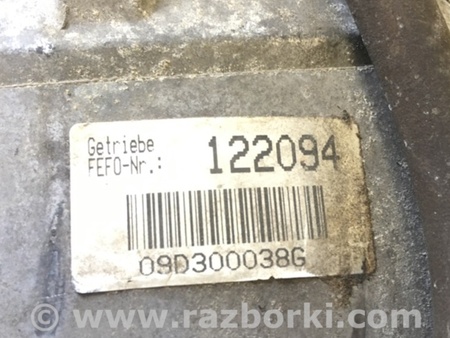 Getriebe
FEFO-Nr.: 122094
09D300038G
© www.razborki.com